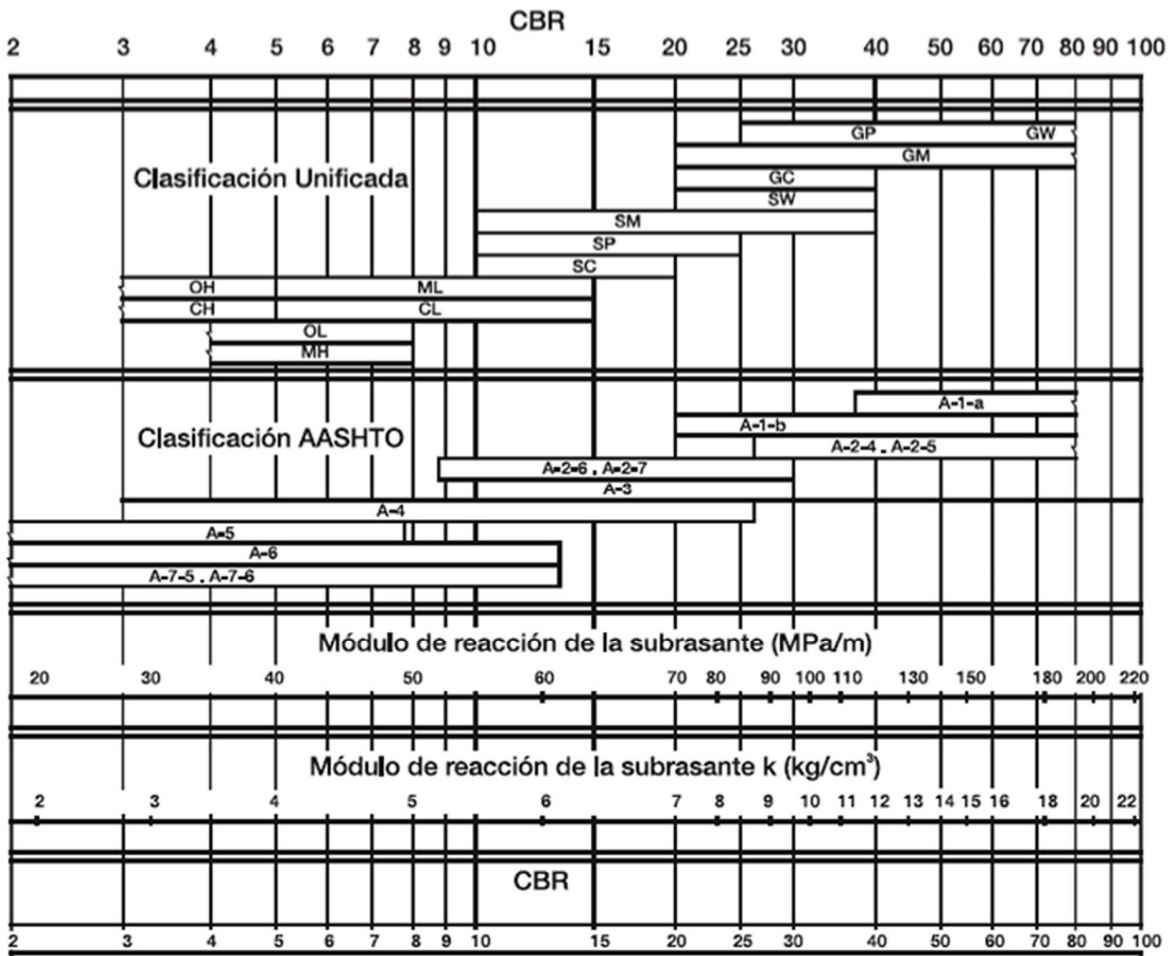 CBR
2 3 4 5 6 7 8 9 10 15 20 25 30 40 50 60 70 80 90 100
GP GW
GM
Clasificación Unificada
GC
SW
SM
SP
SC
OH ML
CH CL
OL
MH
A-1-a
A-1-b
Clasificación AASHTO
A-2-4 . A-2-5
A-2-6 . A-2-7
A-3
A-4
A-5
A-6
A-7-5 . A-7-6
Módulo de reacción de la subrasante (MPa/m)
20 30 40 50 60 70 80 90 100 110 130 150 180 200 220
Módulo de reacción de la subrasante k (kg/cm³)
2 3 4 5 6 7 8 9 10 11 12 13 14 15 16 18 20 22
CBR
2 3 4 5 6 7 8 9 10 15 20 25 30 40 50 60 70 80 90 100